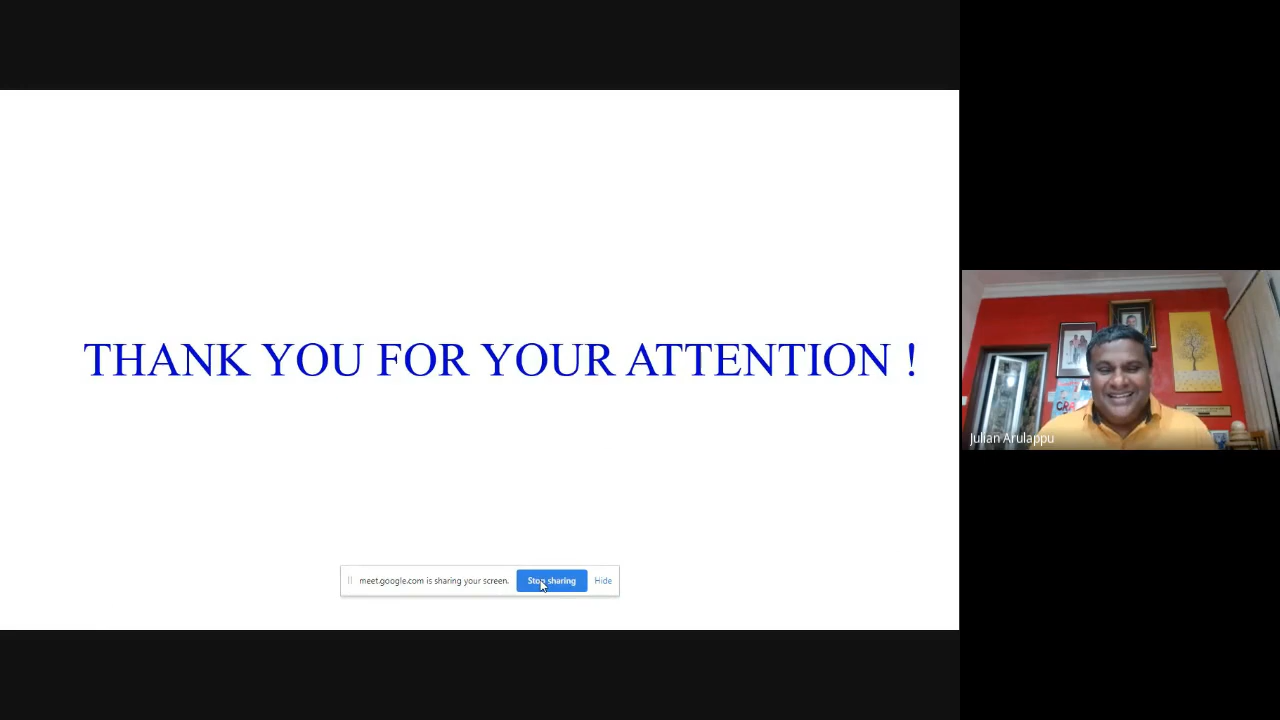 THANK YOU FOR YOUR ATTENTION !
meet.google.com is sharing your screen.
Stop sharing
Hide
Julian Arulappu